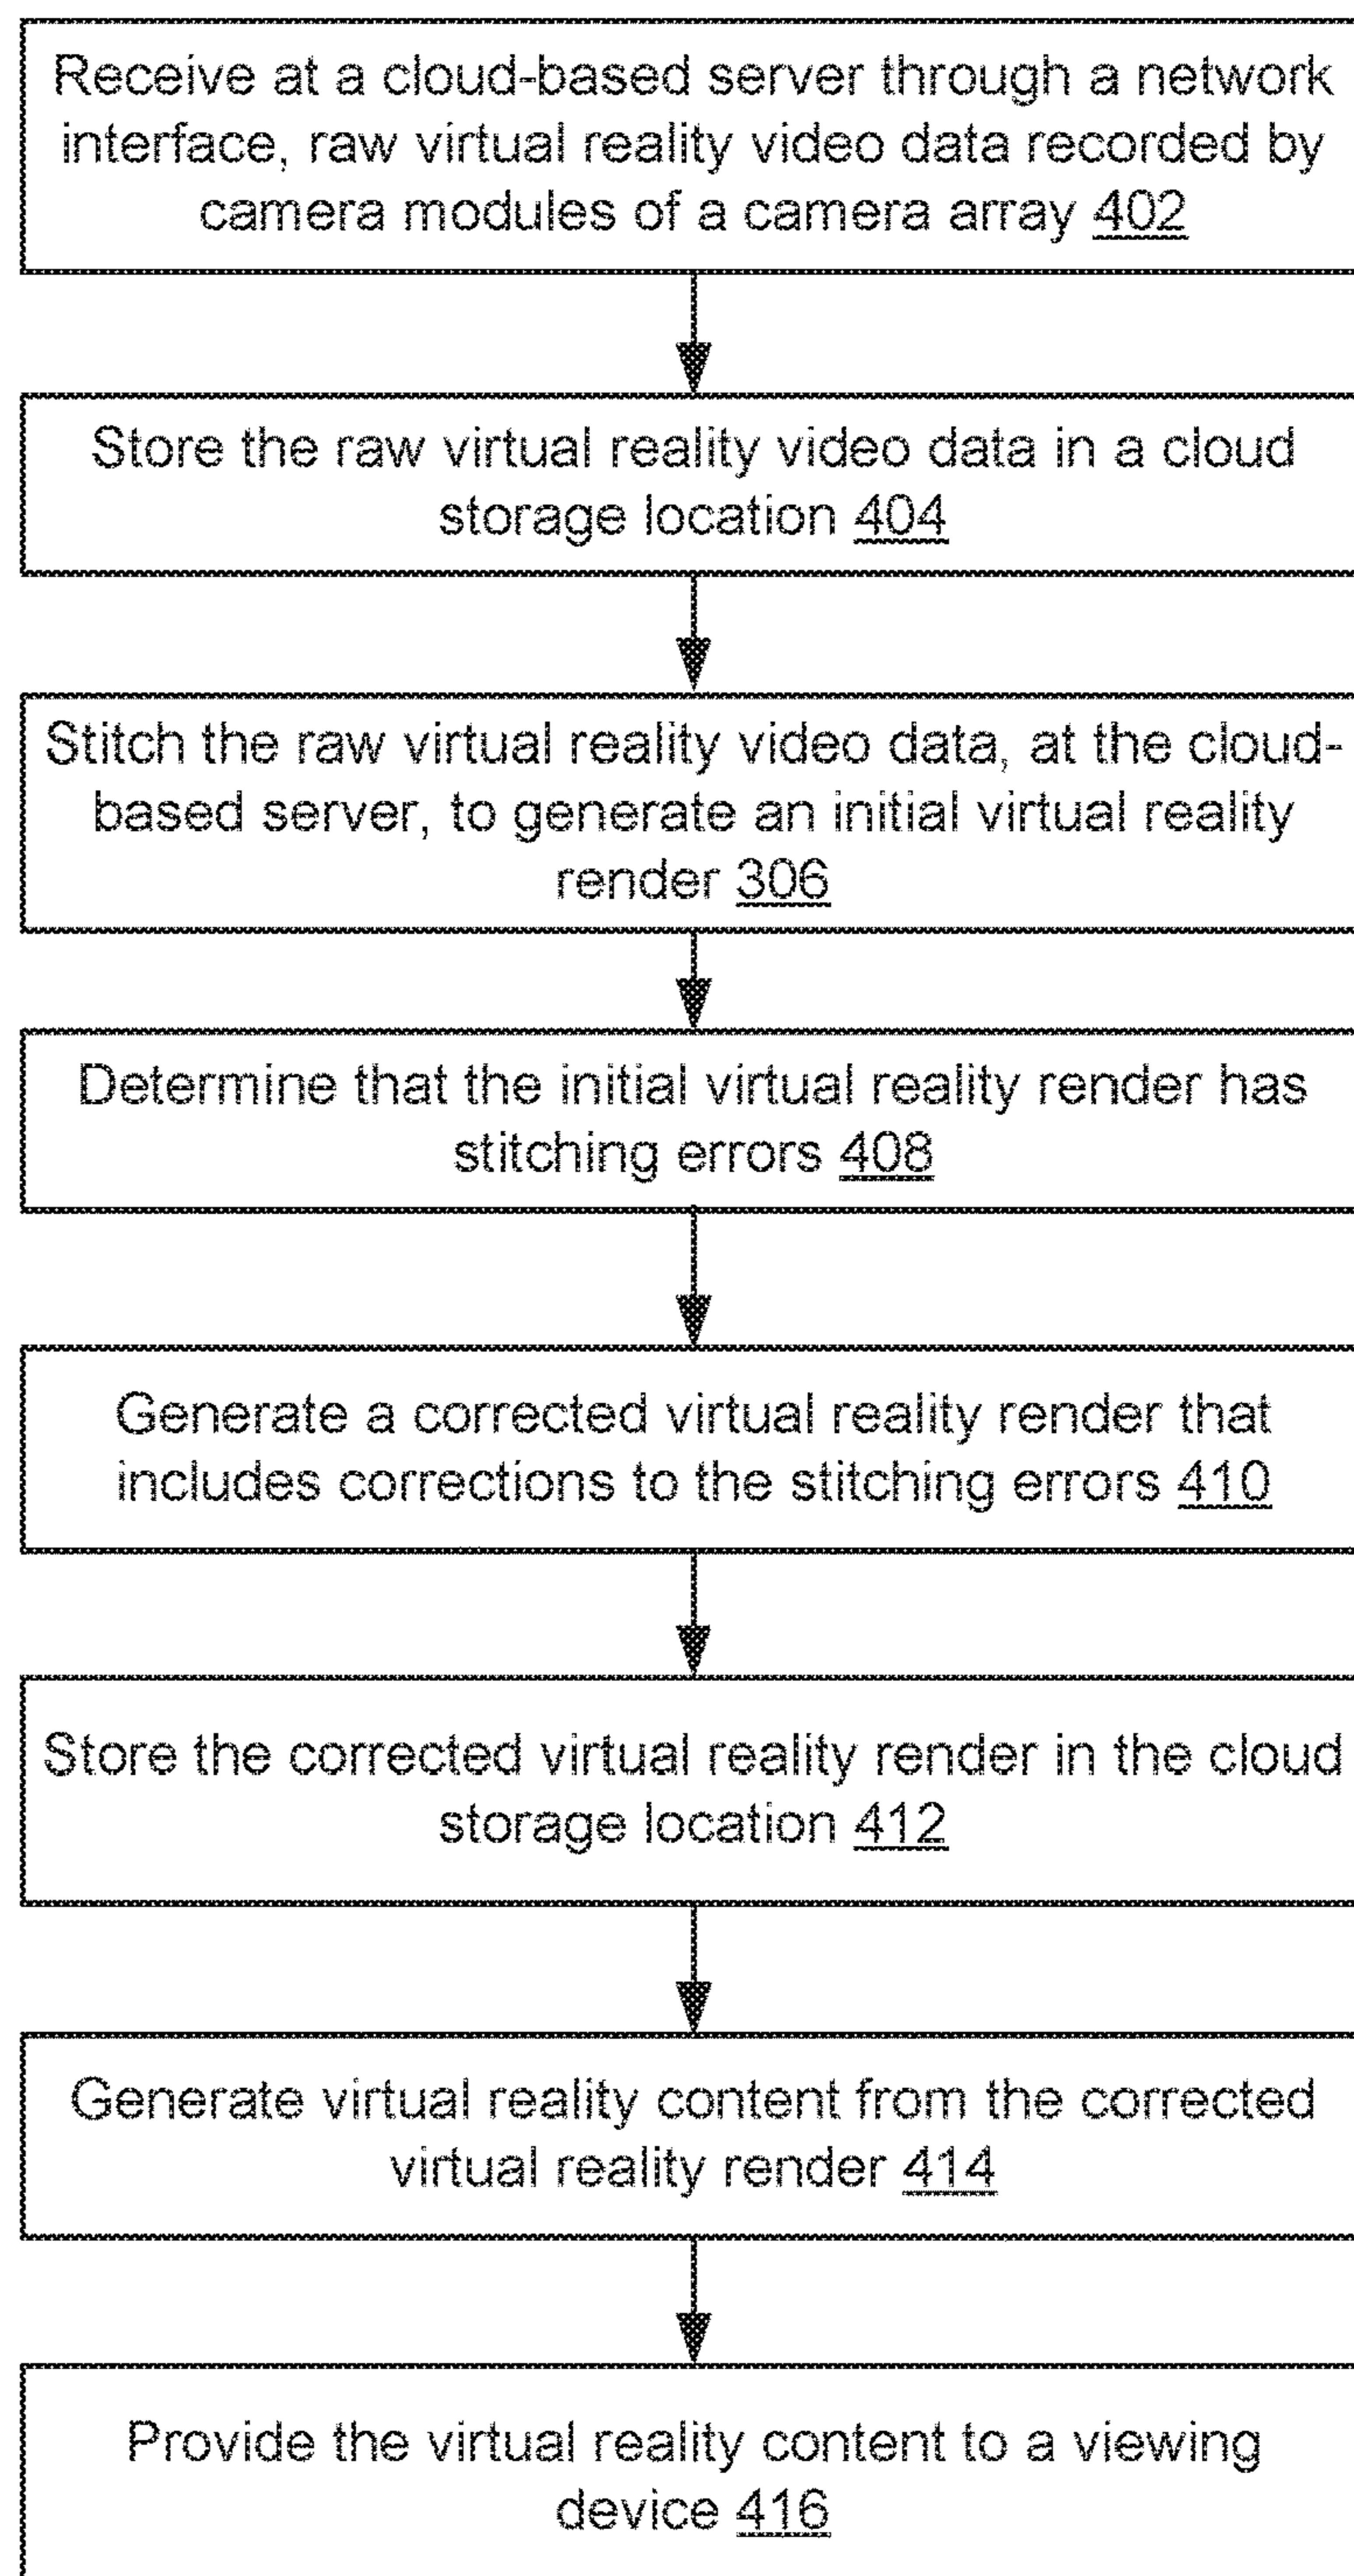 Receive at a cloud-based server through a network
interface, raw virtual reality video data recorded by
camera modules of a camera array 402
Store the raw virtual reality video data in a cloud
storage location 404
Stitch the raw virtual reality video data, at the cloud-
based server, to generate an initial virtual reality
render 306
Determine that the initial virtual reality render has
stitching errors 408
Generate a corrected virtual reality render that
includes corrections to the stitching errors 410
Store the corrected virtual reality render in the cloud
storage location 412
Generate virtual reality content from the corrected
virtual reality render 414
Provide the virtual reality content to a viewing
device 416